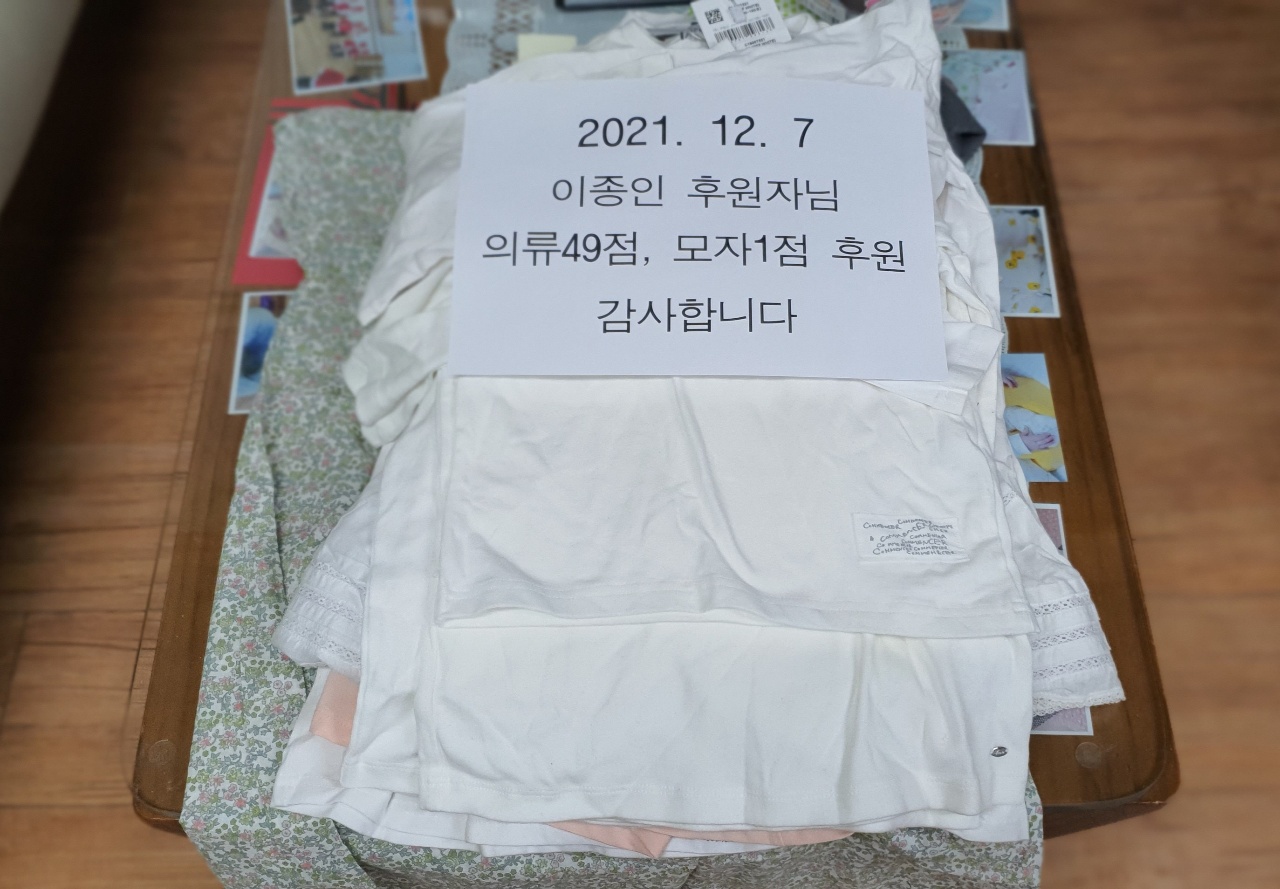 2021. 12. 7
이종인 후원자님
의류49점, 모자1점 후원
감사합니다